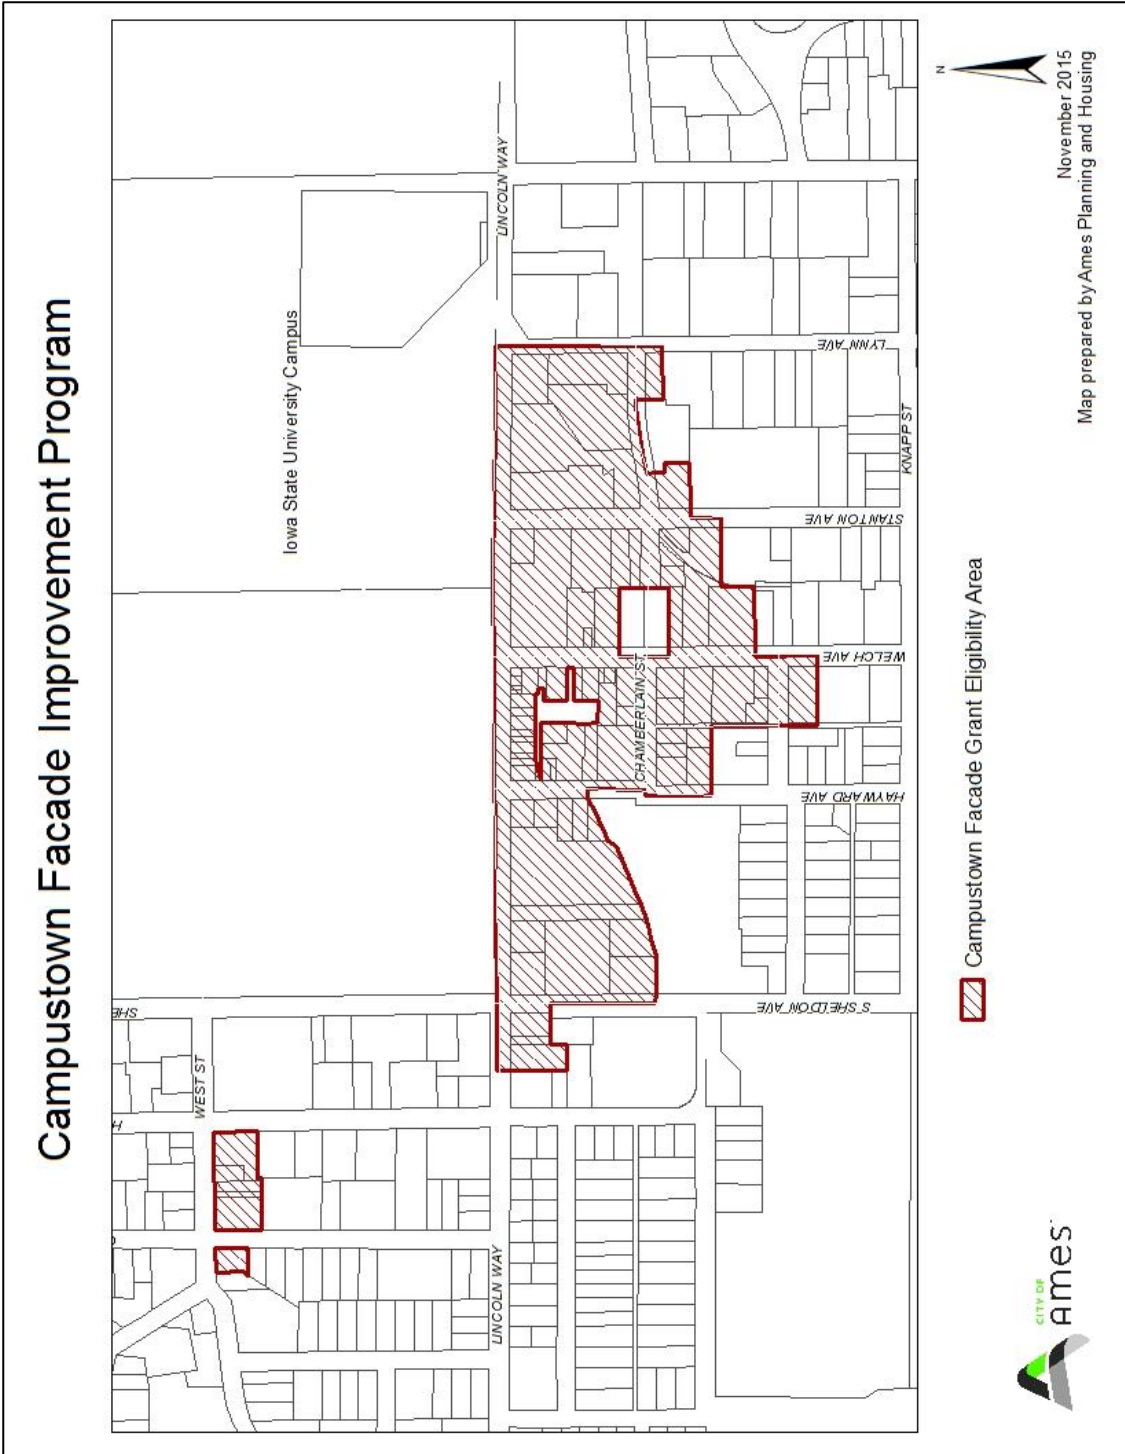 Campustown Facade Improvement Program
Iowa State University Campus
SHE
WEST ST
H
LINCOLN WAY
LINCOLN WAY
CHAMBERLAIN ST
S SHELDON AVE
HAYWARD AVE
WELCH AVE
STANTON AVE
LYNN AVE
KNAPP ST
Campustown Facade Grant Eligibility Area
N
November 2015
Map prepared by Ames Planning and Housing
CITY OF
Ames